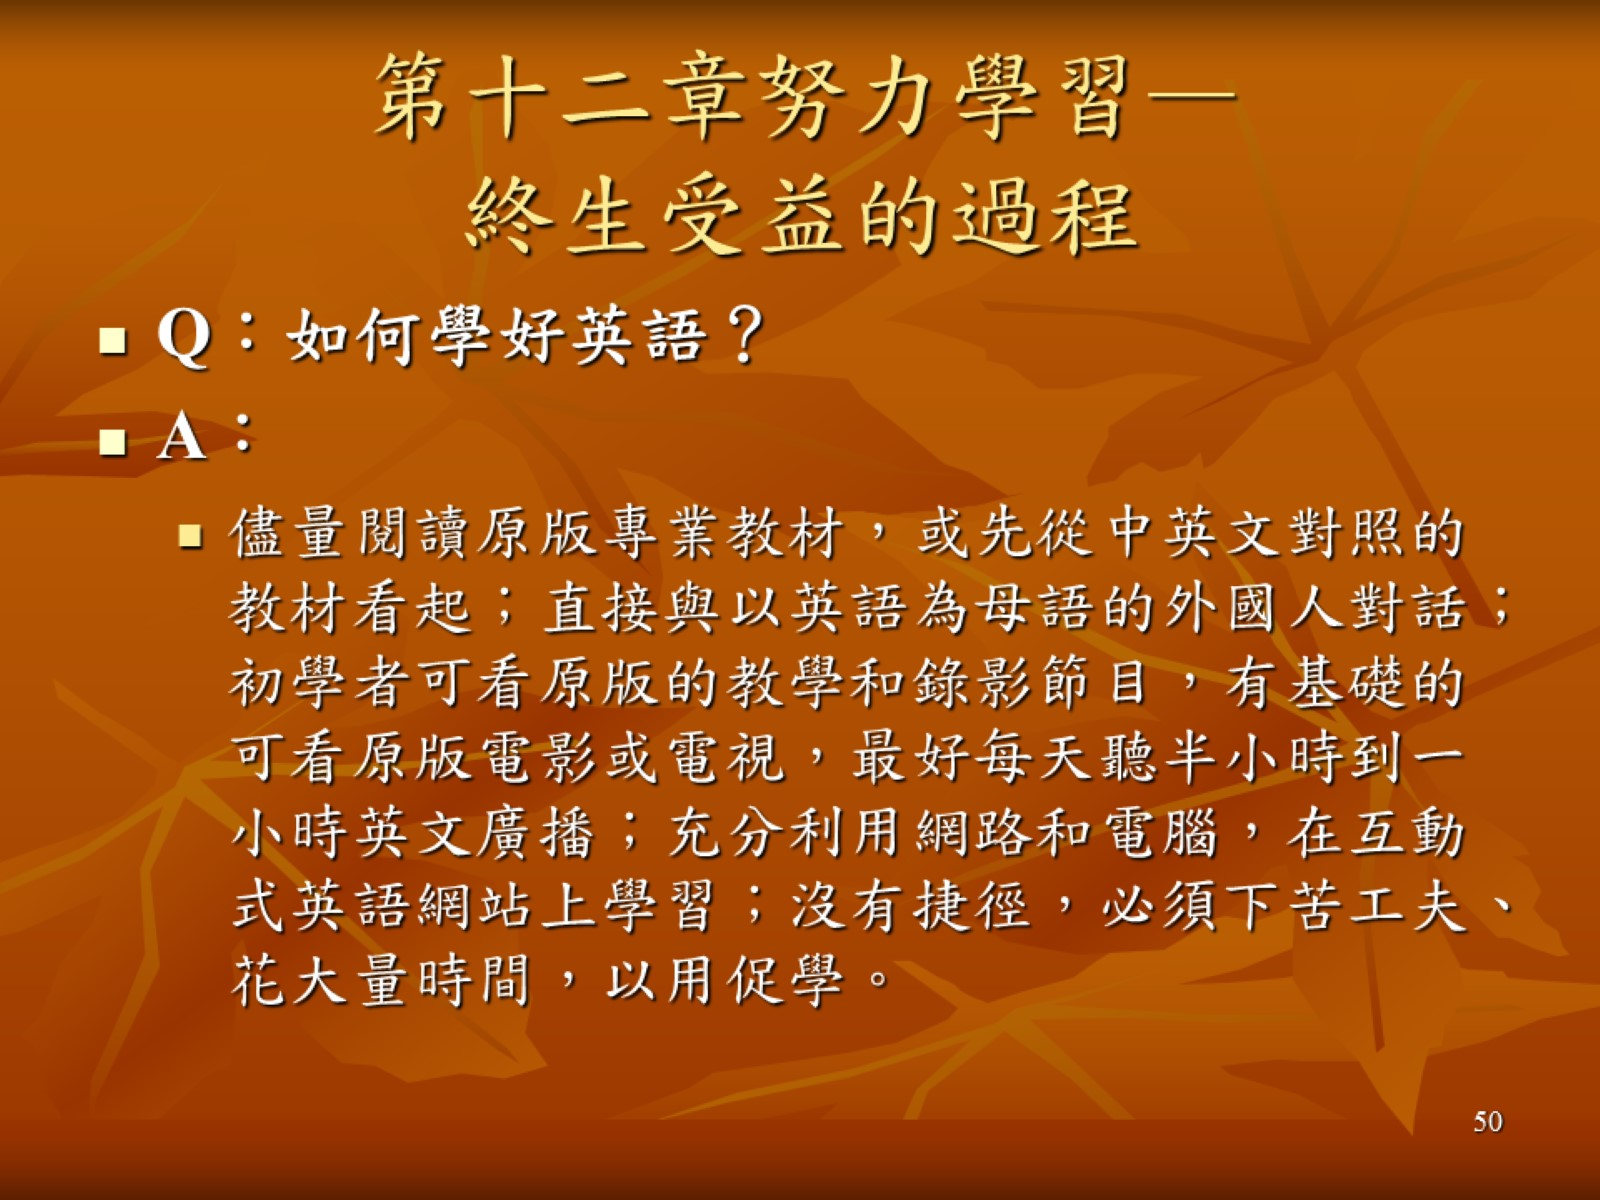 第十二章努力學習—
終生受益的過程
Q：如何學好英語？
A：
儘量閱讀原版專業教材，或先從中英文對照的
教材看起；直接與以英語為母語的外國人對話；
初學者可看原版的教學和錄影節目，有基礎的
可看原版電影或電視，最好每天聽半小時到一
小時英文廣播；充分利用網路和電腦，在互動
式英語網站上學習；沒有捷徑，必須下苦工夫、
花大量時間，以用促學。
50